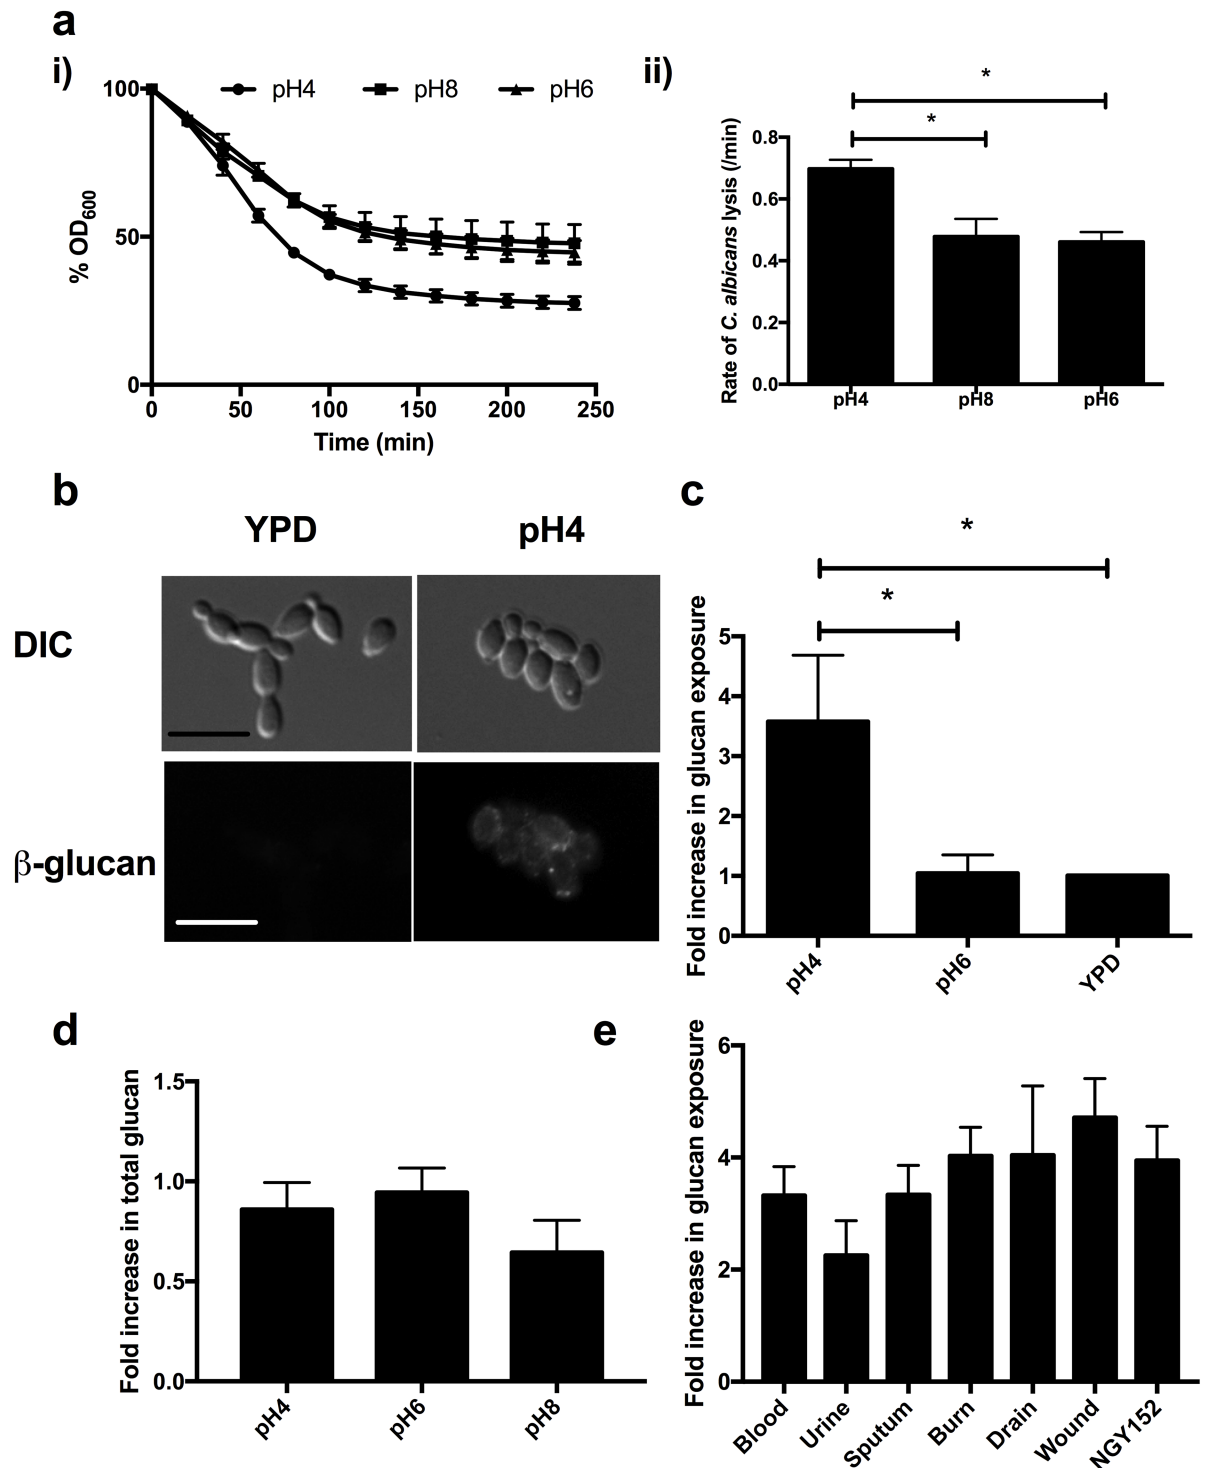 a
i)
ii)
pH4 pH8 pH6
100
50
0
% OD600
0 50 100 150 200 250
Time (min)
*
*
0.8
0.6
0.4
0.2
0.0
Rate of C. albicans lysis (/min)
pH4 pH8 pH6
b
YPD pH4
DIC
β-glucan
c
*
*
5
4
3
2
1
0
Fold increase in glucan exposure
pH4 pH6 YPD
d
1.5
1.0
0.5
0.0
Fold increase in total glucan
pH4 pH6 pH8
e
6
4
2
0
Fold increase in glucan exposure
Blood Urine Sputum Burn Drain Wound NGY152